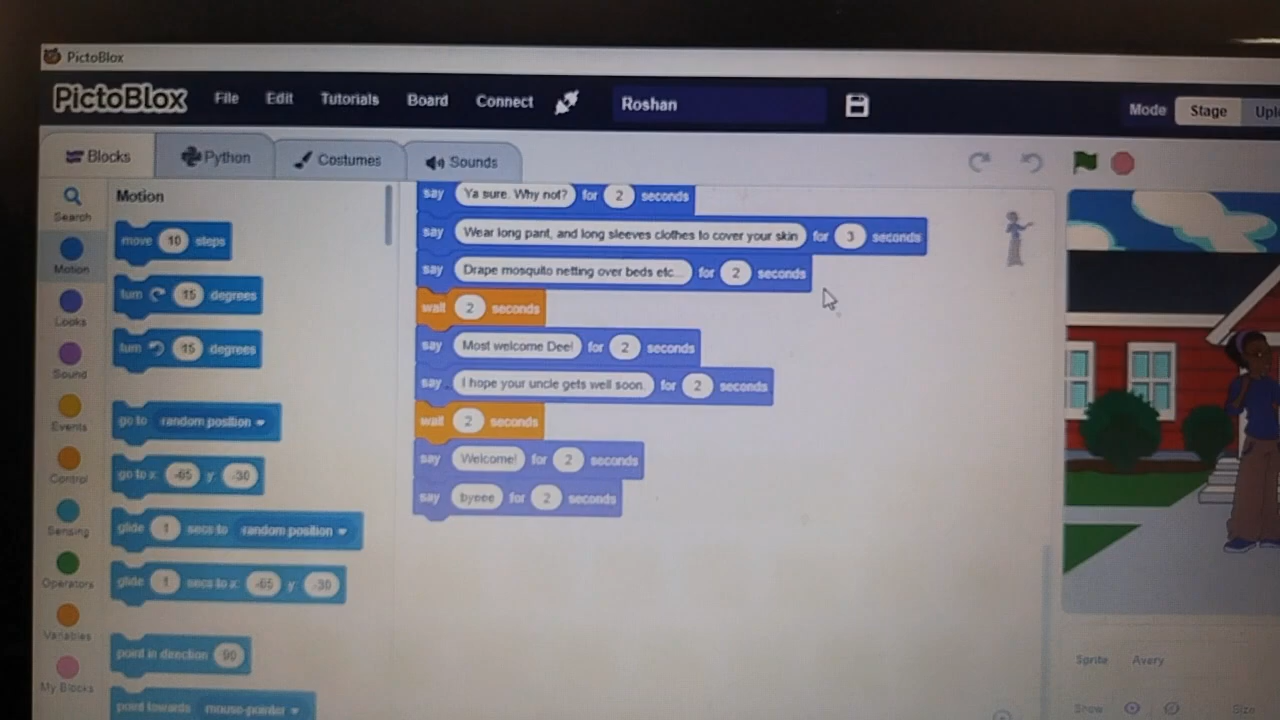 PictoBlox
PictoBlox File Edit Tutorials Board Connect Roshan Mode Stage Upl
Blocks Python Costumes Sounds
Search
Motion
Looks
Sound
Events
Control
Sensing
Operators
Variables
My Blocks
Motion
move 10 steps
turn 15 degrees
turn 15 degrees
go to random position
go to x: -65 y: -30
glide 1 secs to random position
glide 1 secs to x: -65 y: -30
point in direction 90
point towards mouse-pointer
say Ya sure. Why not? for 2 seconds
say Wear long pant, and long sleeves clothes to cover your skin for 3 seconds
say Drape mosquito netting over beds etc... for 2 seconds
wait 2 seconds
say Most welcome Dee! for 2 seconds
say I hope your uncle gets well soon. for 2 seconds
wait 2 seconds
say Welcome! for 2 seconds
say byeee for 2 seconds
Sprite Avery
Show Size